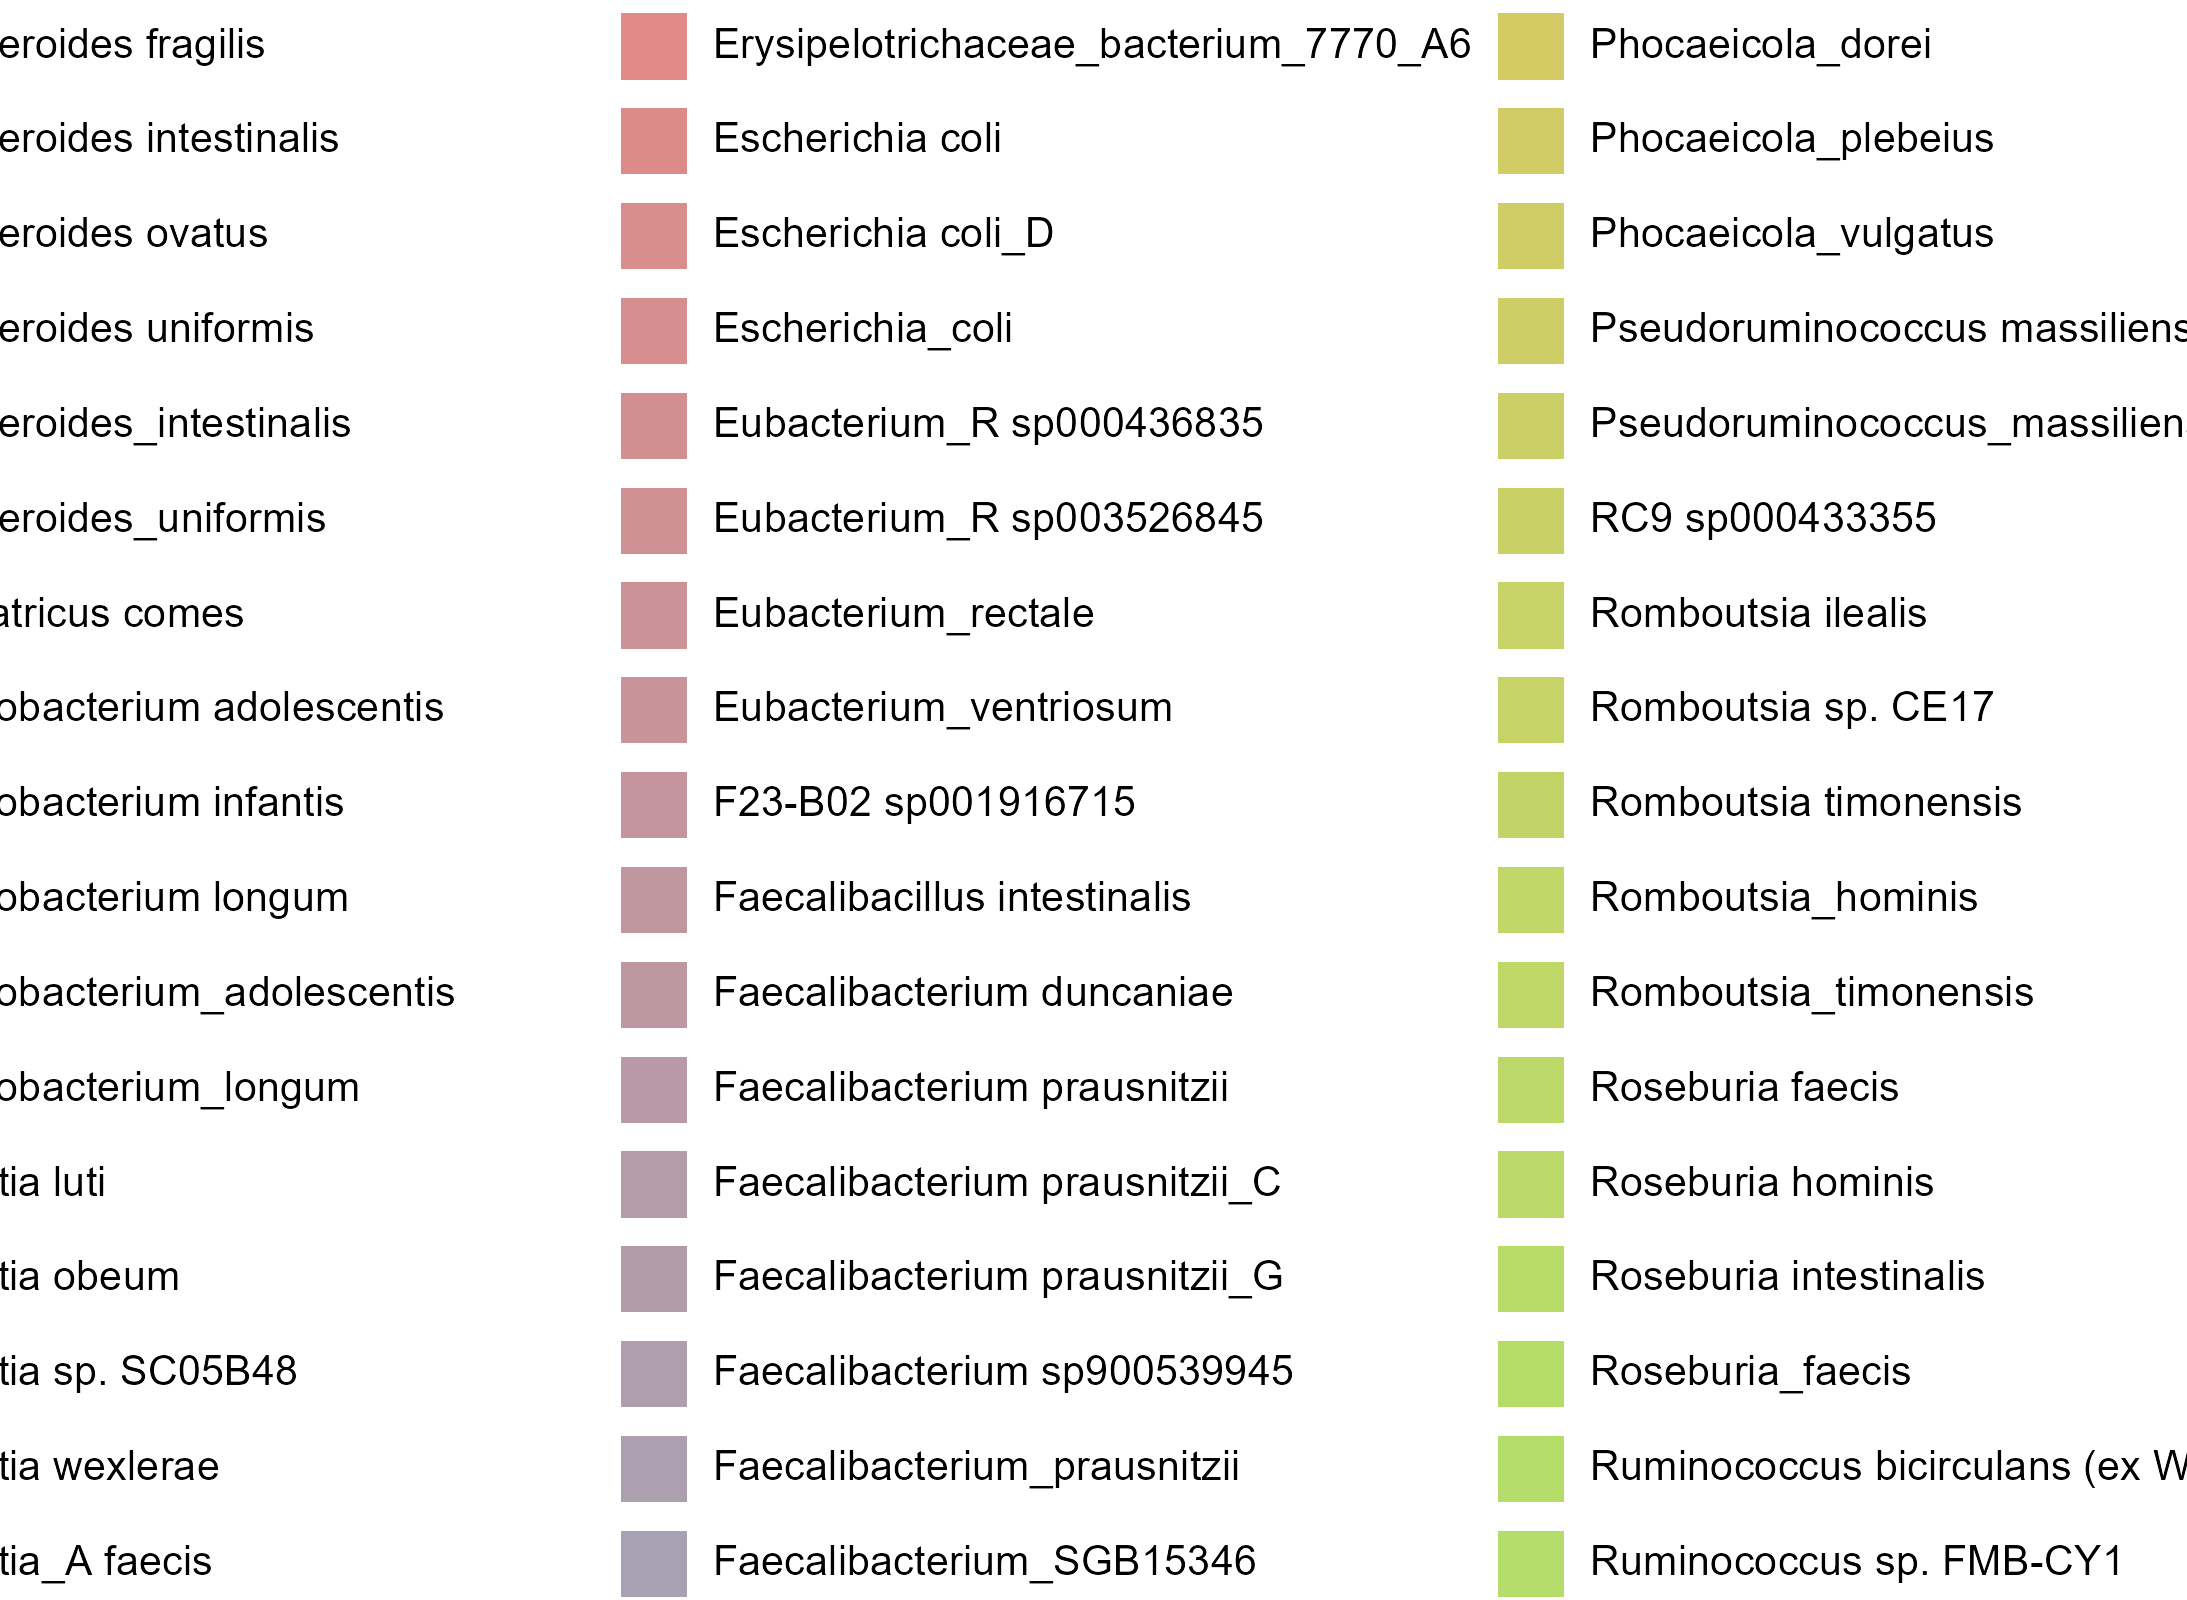 eroides fragilis
eroides intestinalis
eroides ovatus
eroides uniformis
eroides_intestinalis
eroides_uniformis
atricus comes
obacterium adolescentis
obacterium infantis
obacterium longum
obacterium_adolescentis
obacterium_longum
tia luti
tia obeum
tia sp. SC05B48
tia wexlerae
tia_A faecis
Erysipelotrichaceae_bacterium_7770_A6
Escherichia coli
Escherichia coli_D
Escherichia_coli
Eubacterium_R sp000436835
Eubacterium_R sp003526845
Eubacterium_rectale
Eubacterium_ventriosum
F23-B02 sp001916715
Faecalibacillus intestinalis
Faecalibacterium duncaniae
Faecalibacterium prausnitzii
Faecalibacterium prausnitzii_C
Faecalibacterium prausnitzii_G
Faecalibacterium sp900539945
Faecalibacterium_prausnitzii
Faecalibacterium_SGB15346
Phocaeicola_dorei
Phocaeicola_plebeius
Phocaeicola_vulgatus
Pseudoruminococcus massiliens
Pseudoruminococcus_massiliens
RC9 sp000433355
Romboutsia ilealis
Romboutsia sp. CE17
Romboutsia timonensis
Romboutsia_hominis
Romboutsia_timonensis
Roseburia faecis
Roseburia hominis
Roseburia intestinalis
Roseburia_faecis
Ruminococcus bicirculans (ex W
Ruminococcus sp. FMB-CY1